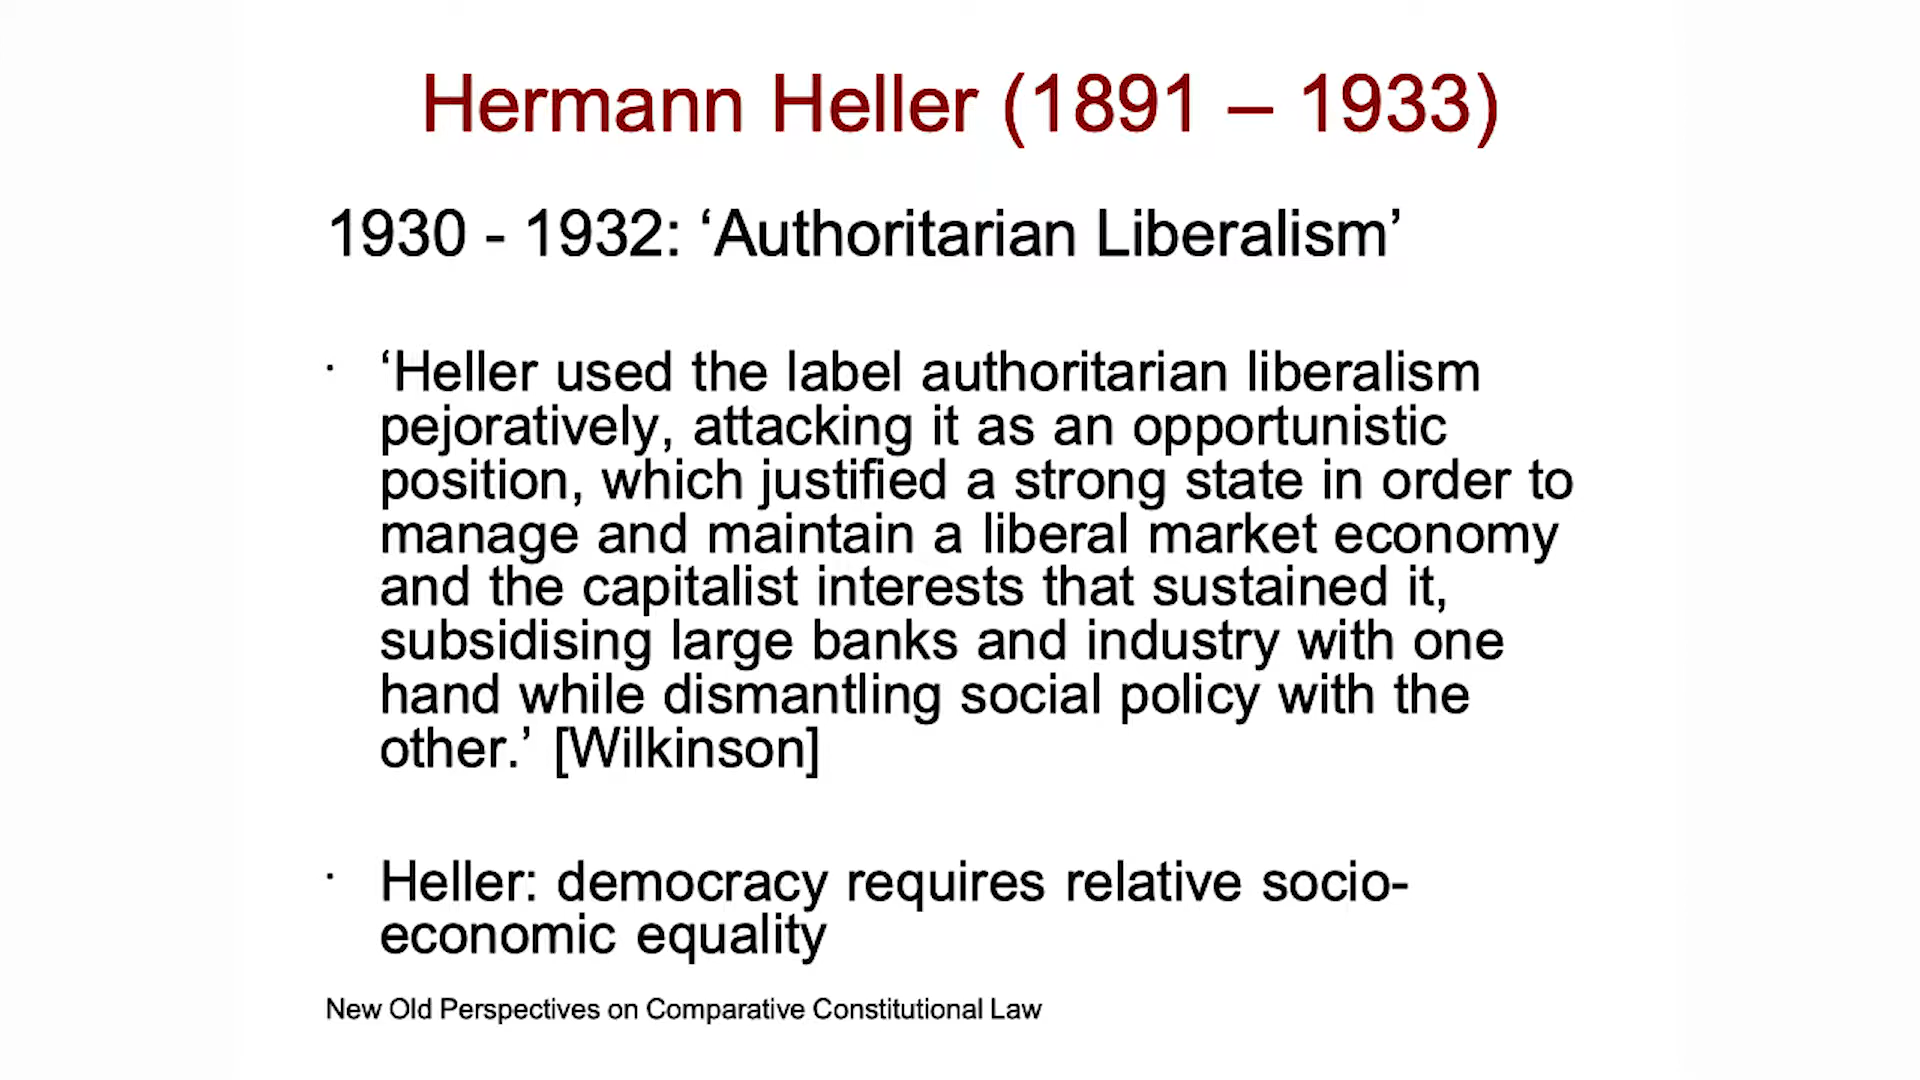 Hermann Heller (1891 – 1933)
1930 - 1932: ‘Authoritarian Liberalism’
· ‘Heller used the label authoritarian liberalism
pejoratively, attacking it as an opportunistic
position, which justified a strong state in order to
manage and maintain a liberal market economy
and the capitalist interests that sustained it,
subsidising large banks and industry with one
hand while dismantling social policy with the
other.’ [Wilkinson]
· Heller: democracy requires relative socio-
economic equality
New Old Perspectives on Comparative Constitutional Law